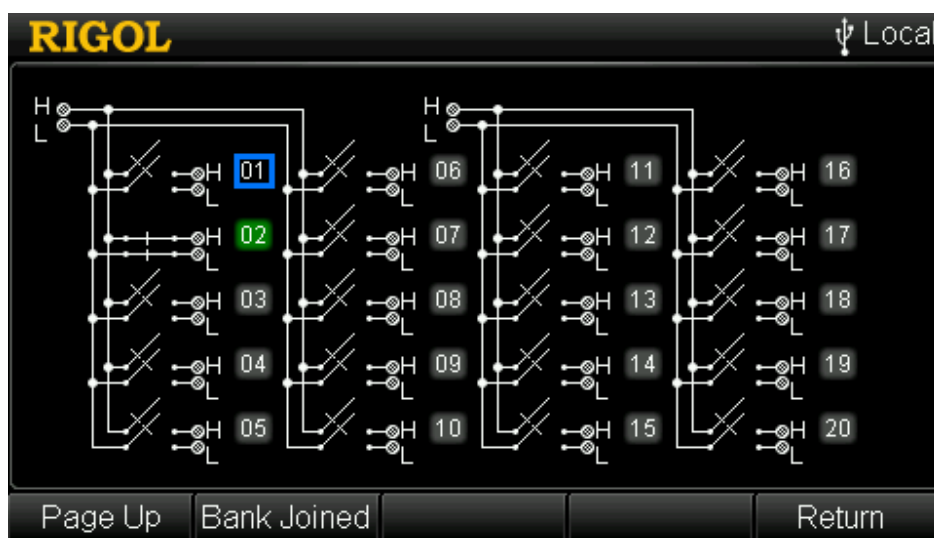 RIGOL Local
H H
L L
H 01 H 06 H 11 H 16
L L L L
H 02 H 07 H 12 H 17
L L L L
H 03 H 08 H 13 H 18
L L L L
H 04 H 09 H 14 H 19
L L L L
H 05 H 10 H 15 H 20
L L L L
Page Up Bank Joined Return